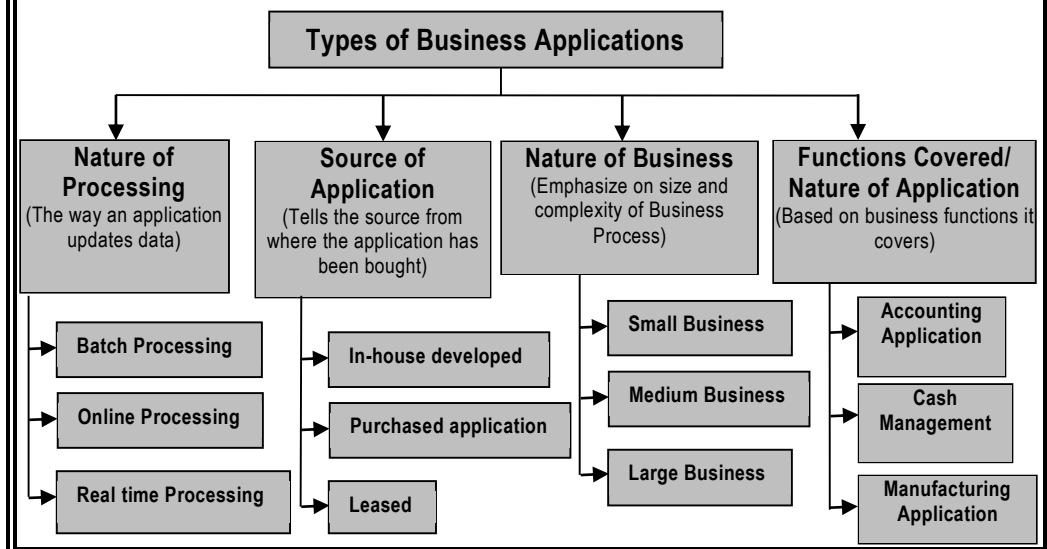 Types of Business Applications
Nature of
Processing
(The way an application
updates data)
Batch Processing
Online Processing
Real time Processing
Source of
Application
(Tells the source from
where the application has
been bought)
In-house developed
Purchased application
Leased
Nature of Business
(Emphasize on size and
complexity of Business
Process)
Small Business
Medium Business
Large Business
Functions Covered/
Nature of Application
(Based on business functions it
covers)
Accounting
Application
Cash
Management
Manufacturing
Application